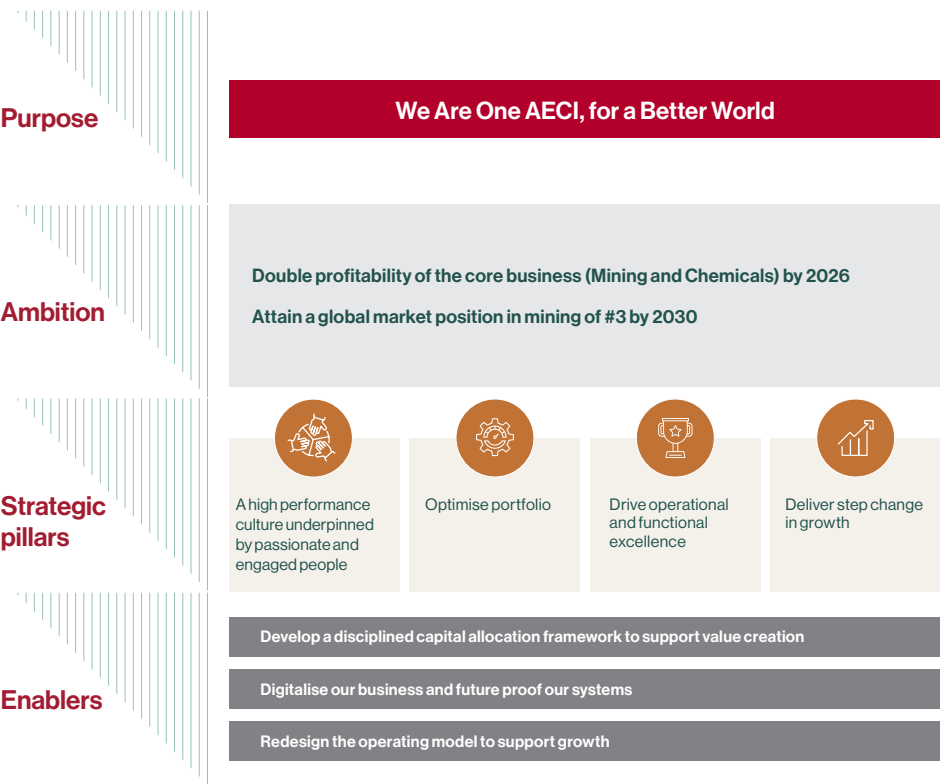 Purpose
We Are One AECI, for a Better World
Ambition
Double profitability of the core business (Mining and Chemicals) by 2026
Attain a global market position in mining of #3 by 2030
Strategic
pillars
A high performance
culture underpinned
by passionate and
engaged people
Optimise portfolio
Drive operational
and functional
excellence
Deliver step change
in growth
Enablers
Develop a disciplined capital allocation framework to support value creation
Digitalise our business and future proof our systems
Redesign the operating model to support growth